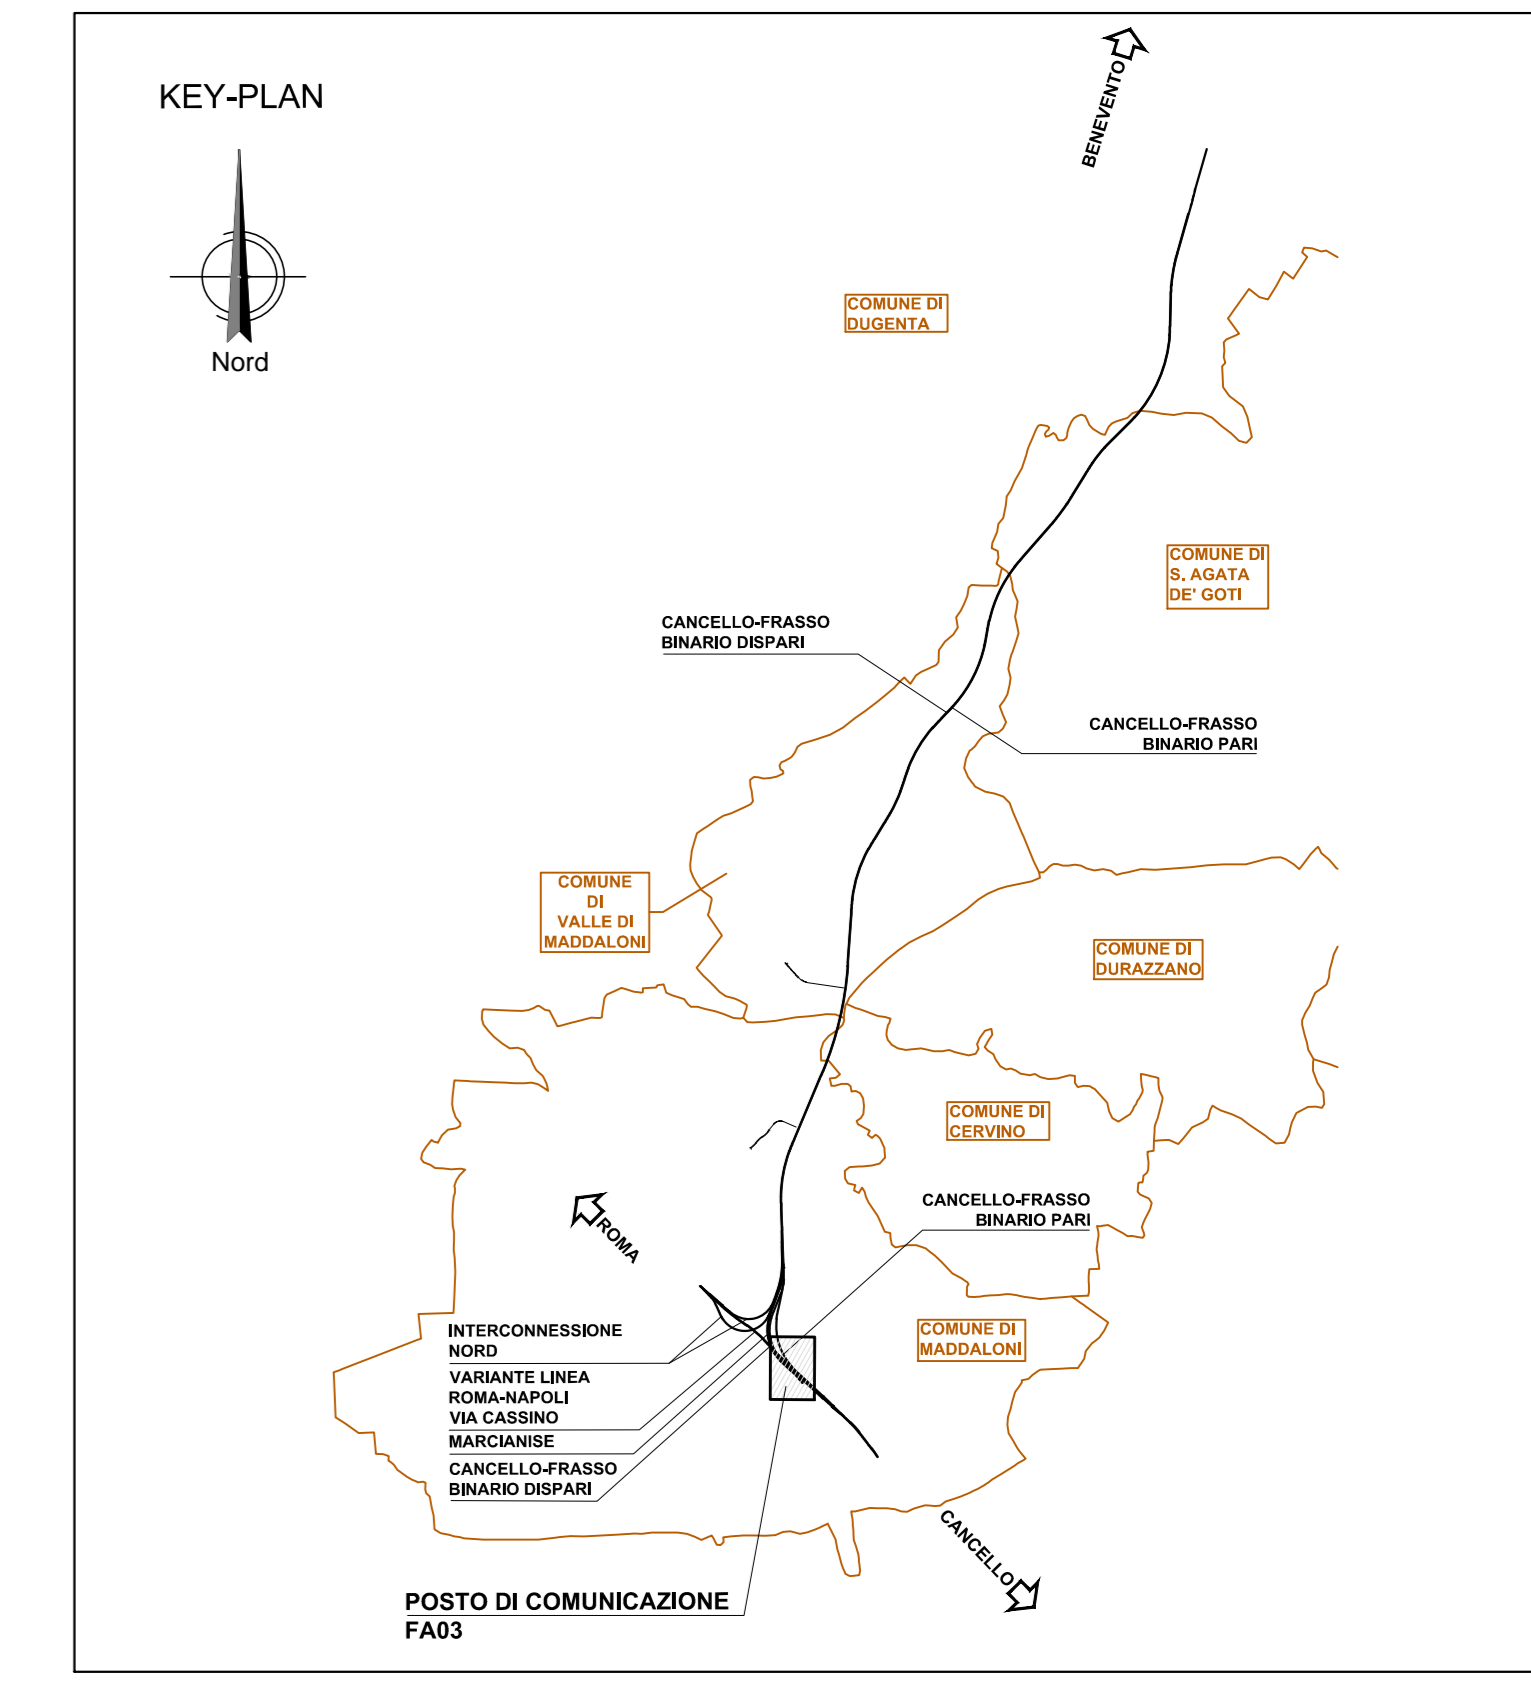 BENEVENTO
KEY-PLAN
Nord
COMUNE DI
DUGENTA
COMUNE DI
S. AGATA
DE' GOTI
CANCELLO-FRASSO
BINARIO DISPARI
CANCELLO-FRASSO
BINARIO PARI
COMUNE
DI
VALLE DI
MADDALONI
COMUNE DI
DURAZZANO
COMUNE DI
CERVINO
CANCELLO-FRASSO
BINARIO PARI
ROMA
INTERCONNESSIONE
NORD
COMUNE DI
MADDALONI
VARIANTE LINEA
ROMA-NAPOLI
VIA CASSINO
MARCIANISE
CANCELLO-FRASSO
BINARIO DISPARI
CANCELLO
POSTO DI COMUNICAZIONE
FA03